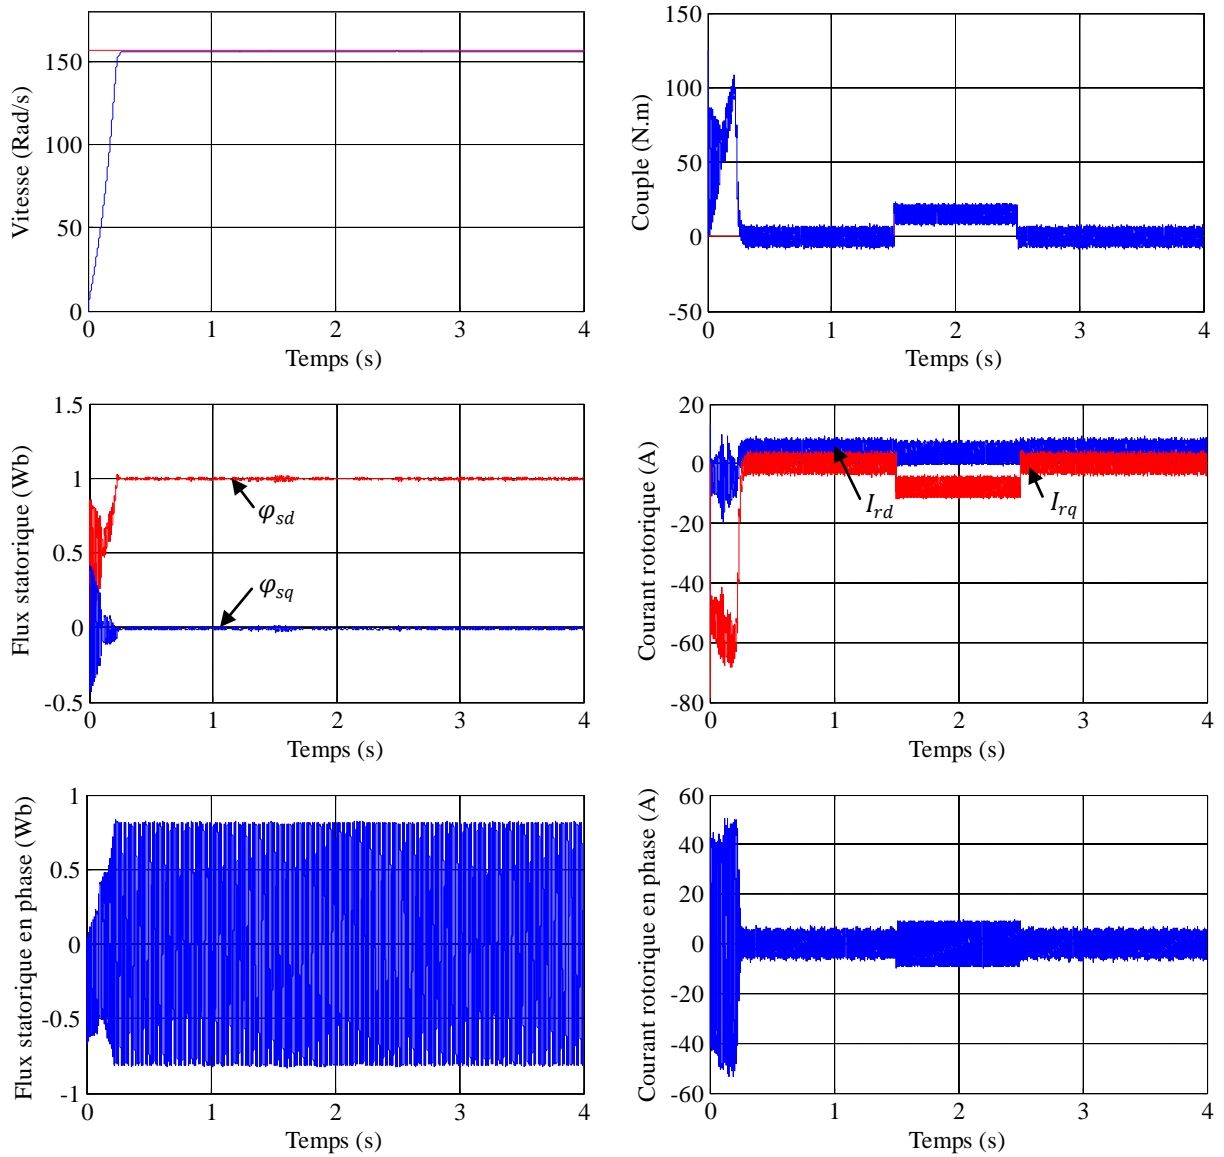 Vitesse (Rad/s)
150
100
50
0
0 1 2 3 4
Temps (s)
Couple (N.m)
150
100
50
0
-50
0 1 2 3 4
Temps (s)
Flux statorique (Wb)
1.5
1
0.5
0
-0.5
φsd
φsq
0 1 2 3 4
Temps (s)
Courant rotorique (A)
20
0
-20
-40
-60
-80
Ird
Irq
0 1 2 3 4
Temps (s)
Flux statorique en phase (Wb)
1
0.5
0
-0.5
-1
0 1 2 3 4
Temps (s)
Courant rotorique en phase (A)
60
40
20
0
-20
-40
-60
0 1 2 3 4
Temps (s)